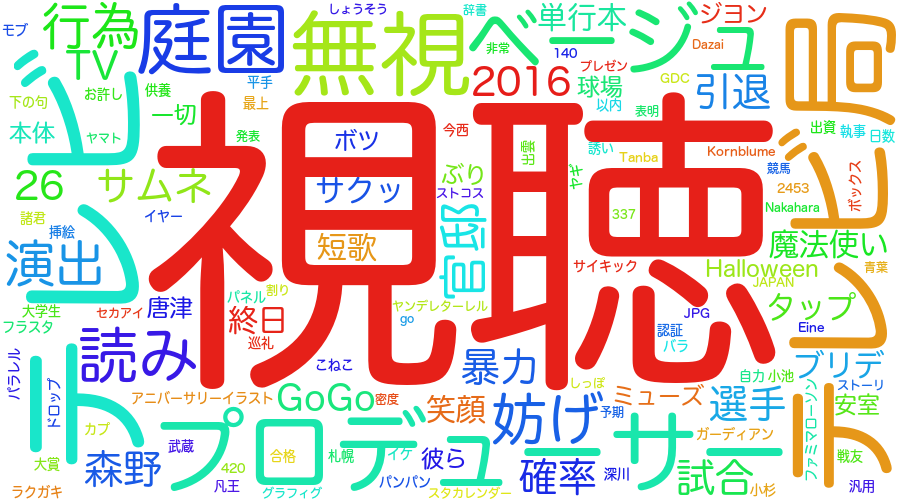 しょうそう
辞書
モブ
行為
TV
庭園
無視
ベージュ
非常
単行本
140
ジヨン
Dazai
2016
プレゼン
球場
GDC
以内
引退
下の句
お許し
供養
平手
最上
表明
出資
執事
日数
本体
ヤマト
一切
発表
ボツ
今西
出雲
誘い
Tanba
Kornblume
競馬
ボックス
26
サムネ
サクッ
ぶり
ストコス
ヤギ
2453
Nakahara
視聴
諸君
挿絵
イヤー
短歌
官邸
337
魔法使い
演出
サイキック
Halloween
青葉
JAPAN
大学生
セカアイ
唐津
パネル
割り
ヤンデレターレル
JPG
タップ
フラスタ
終日
巡礼
go
認証
バラ
Eine
読み
こねこ
暴力
しっぽ
自力
小池
ブリデ
パラレル
ドロップ
アニバーサリーイラスト
GoGo
密度
笑顔
妨げ
予期
ミューズ
選手
ストーリ
安室
ファミマローソン
カブ
武蔵
プロデューサー
ガーディアン
戦友
大賞
森野
420
合格
札幌
イケ
彼ら
確率
深川
試合
ラクガキ
凡王
グラフィグ
パンパン
スタカレンダー
小杉
汎用